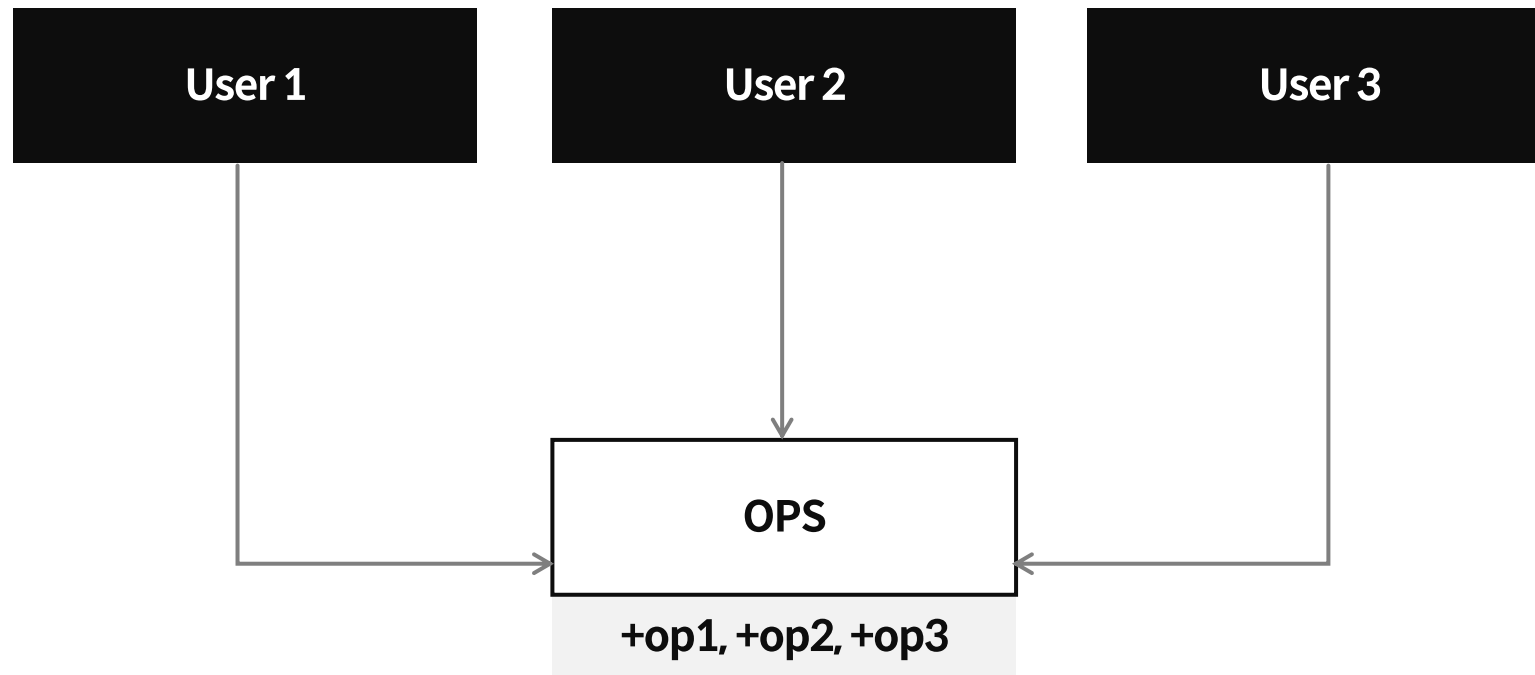 User 1
User 2
User 3
OPS
+op1, +op2, +op3